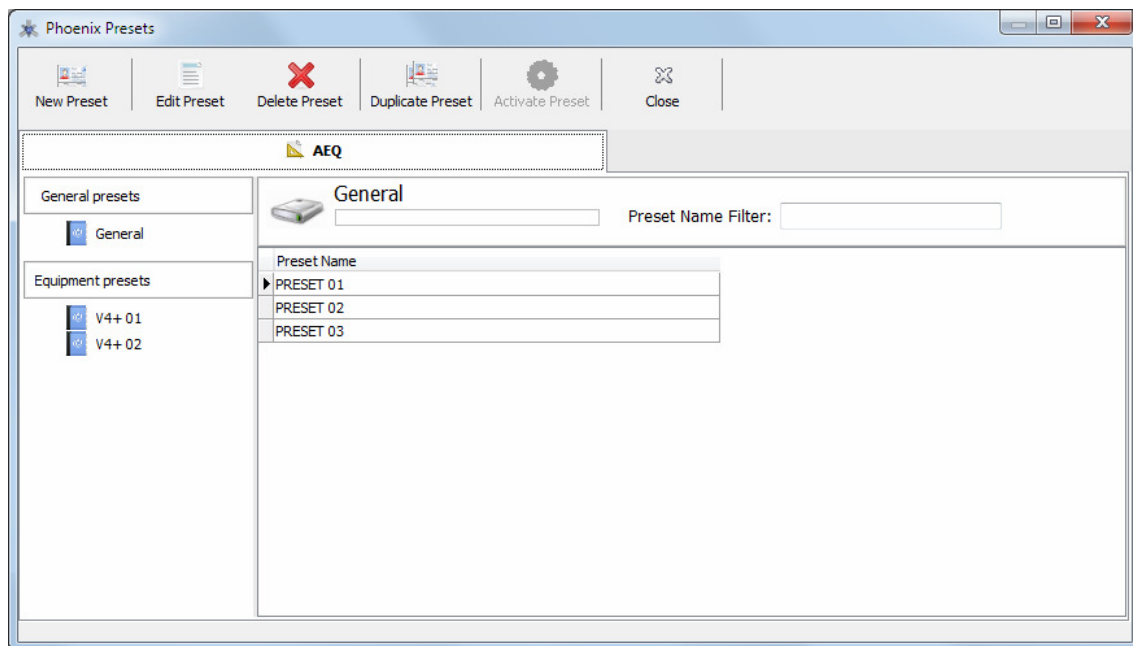 Phoenix Presets
New Preset Edit Preset Delete Preset Duplicate Preset Activate Preset Close
AEQ
General presets
General
Equipment presets
V4+ 01
V4+ 02
General
Preset Name Filter:
Preset Name
PRESET 01
PRESET 02
PRESET 03